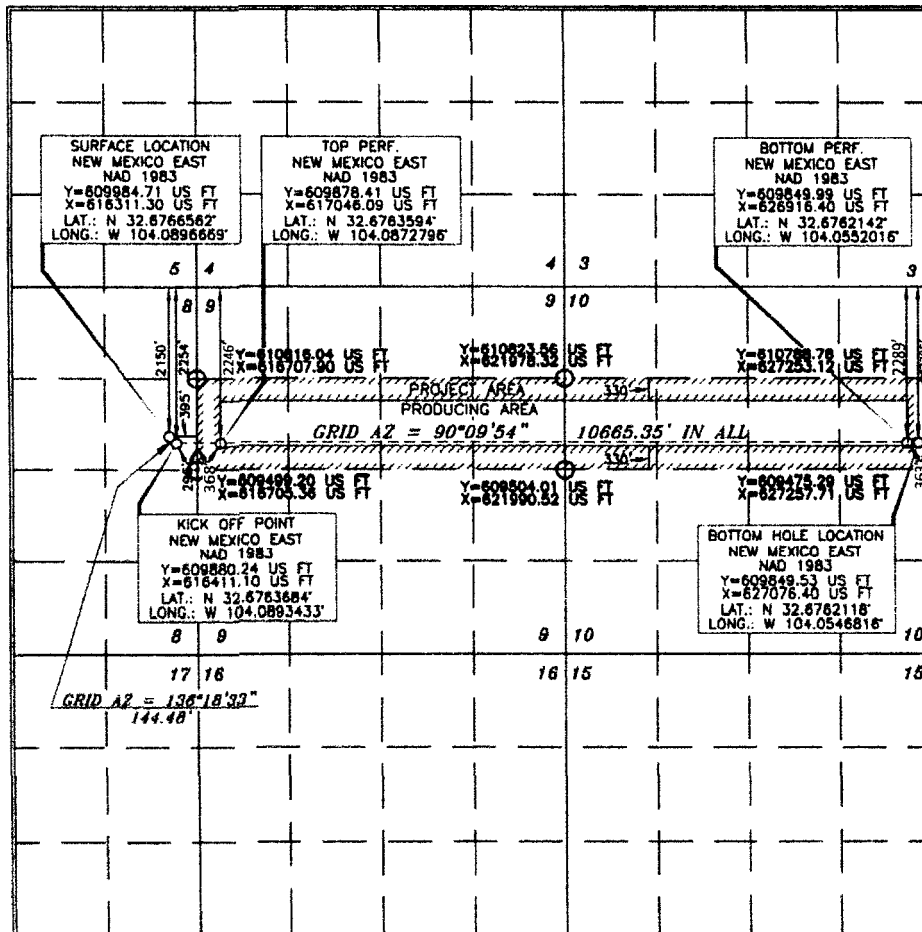 SURFACE LOCATION
NEW MEXICO EAST
NAD 1983
Y=609984.71 US FT
X=616311.30 US FT
LAT.: N 32.6766562°
LONG.: W 104.0896669°
TOP PERF.
NEW MEXICO EAST
NAD 1983
Y=609878.41 US FT
X=617046.09 US FT
LAT.: N 32.6763594°
LONG.: W 104.0872796°
BOTTOM PERF.
NEW MEXICO EAST
NAD 1983
Y=609849.99 US FT
X=626916.40 US FT
LAT.: N 32.6762142°
LONG.: W 104.0552016°
5 4
8 9
4 3
9 10
3
2150'
2254'
2246'
2289'
395'
Y=610816.04 US FT
X=616707.90 US FT
Y=610823.56 US FT
X=621978.32 US FT
X=627253.12 US FT
PROJECT AREA
330'
PRODUCING AREA
GRID AZ = 90°09'54" 10665.35' IN ALL
330'
368'
Y=609499.20 US FT
X=616705.36 US FT
Y=609504.01 US FT
X=621990.52 US FT
Y=609475.29 US FT
X=627257.71 US FT
KICK OFF POINT
NEW MEXICO EAST
NAD 1983
Y=609880.24 US FT
X=616411.10 US FT
LAT.: N 32.6763684°
LONG.: W 104.0893433°
BOTTOM HOLE LOCATION
NEW MEXICO EAST
NAD 1983
Y=609849.53 US FT
X=627076.40 US FT
LAT.: N 32.6762118°
LONG.: W 104.0546816°
8 9
17 16
9 10
16 15
10
15
GRID AZ = 136°18'33"
144.48'